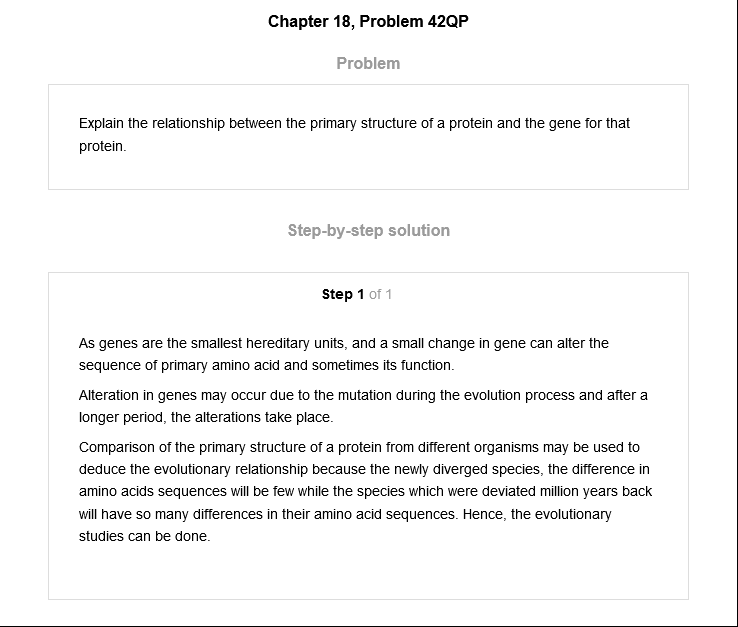 Chapter 18, Problem 42QP
Problem
Explain the relationship between the primary structure of a protein and the gene for that
protein.
Step-by-step solution
Step 1 of 1
As genes are the smallest hereditary units, and a small change in gene can alter the
sequence of primary amino acid and sometimes its function.
Alteration in genes may occur due to the mutation during the evolution process and after a
longer period, the alterations take place.
Comparison of the primary structure of a protein from different organisms may be used to
deduce the evolutionary relationship because the newly diverged species, the difference in
amino acids sequences will be few while the species which were deviated million years back
will have so many differences in their amino acid sequences. Hence, the evolutionary
studies can be done.